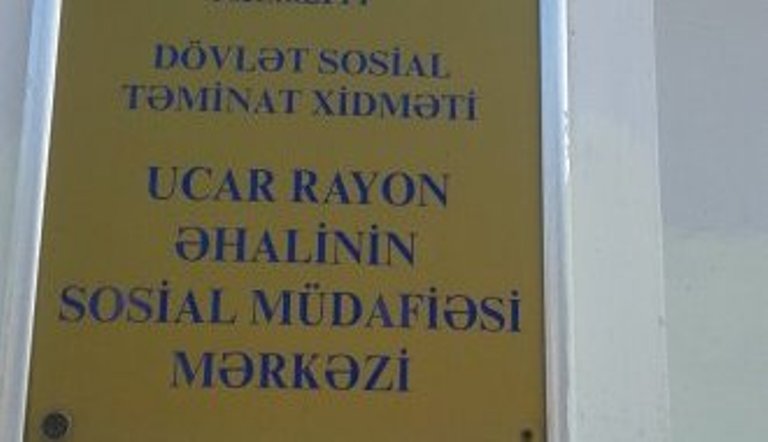 DÖVLƏT SOSİAL
TƏMİNAT XİDMƏTİ
UCAR RAYON
ƏHALİNİN
SOSİAL MÜDAFİƏSİ
MƏRKƏZİ